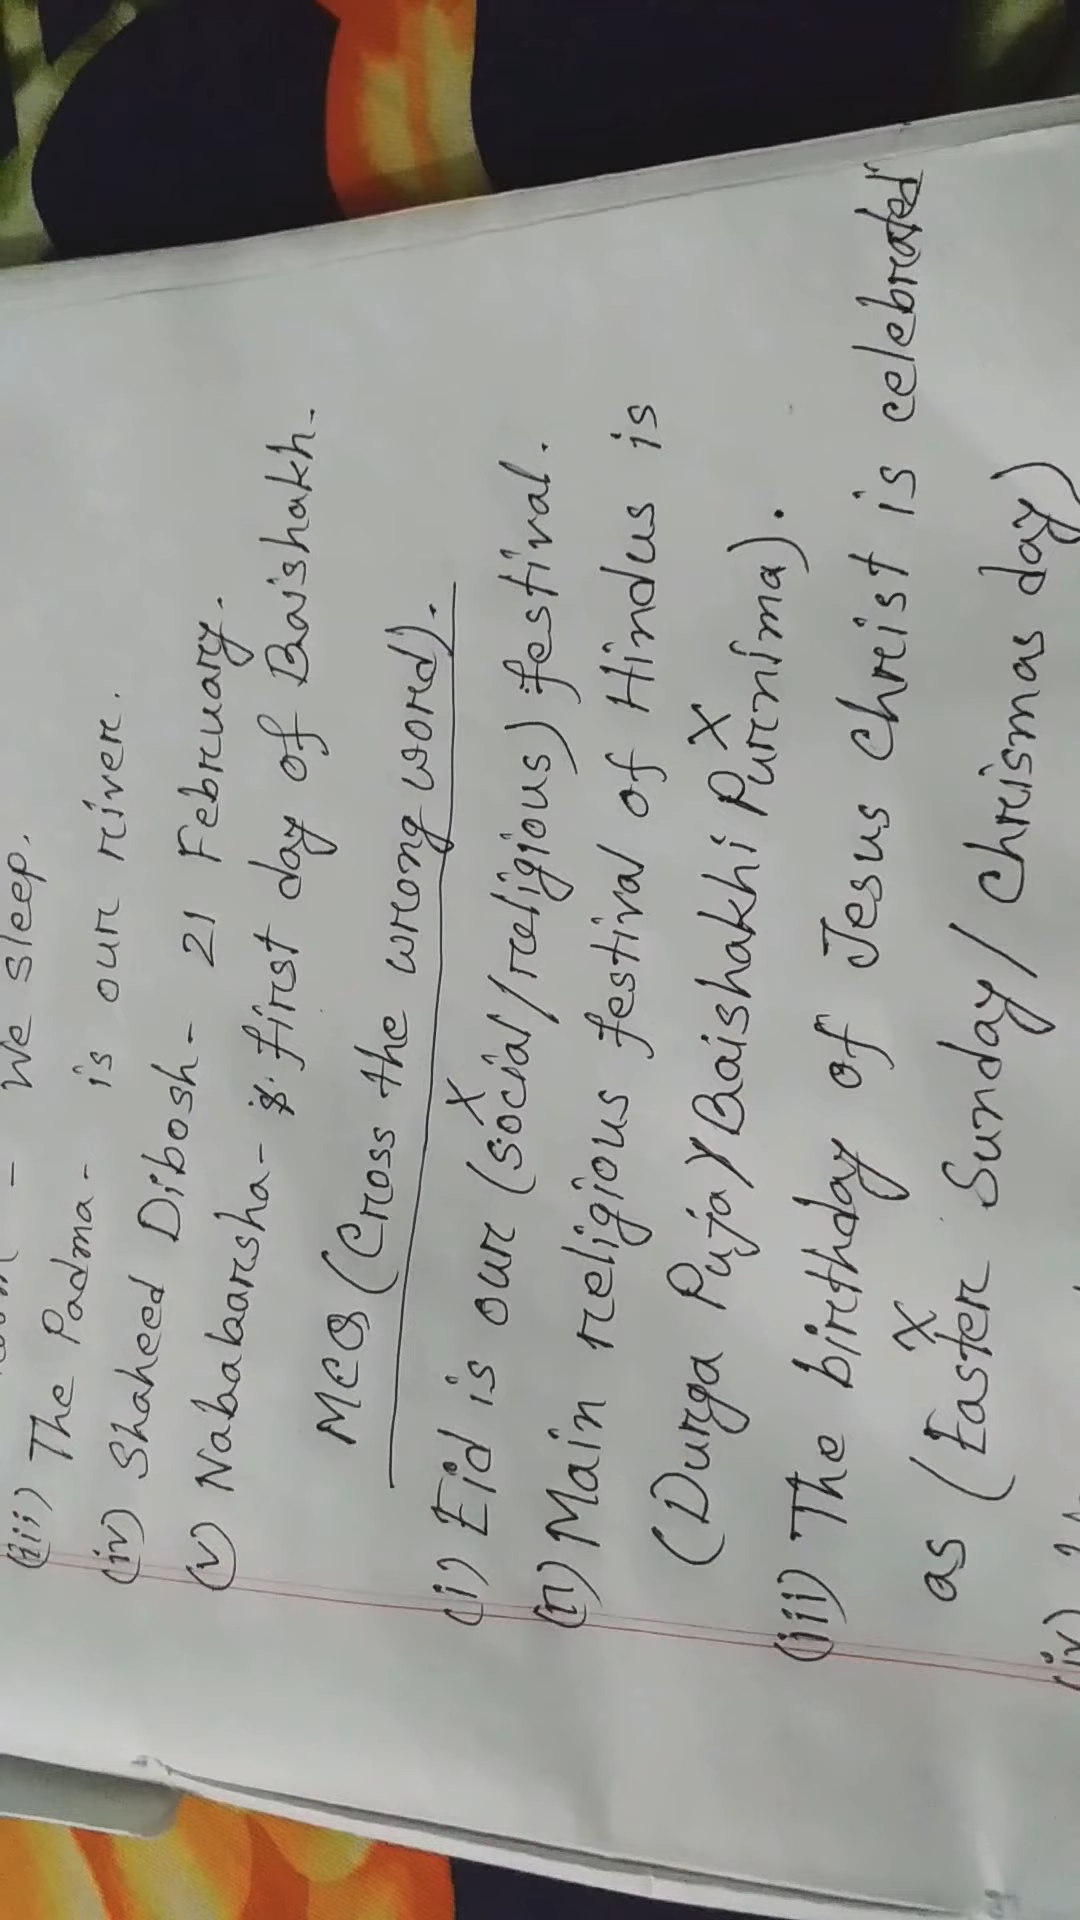 we sleep.
(iii) The Padma - is our river.
(iv) Shaheed Dibosh - 21 February.
(v) Nababarsha - first day of Baishakh.
MCQ (Cross the wrong word).
(i) Eid is our (social/religious) festival.
X
(ii) Main religious festival of Hindus is
(Durga Puja/Baishakhi Purnima).
X
(iii) The birthday of Jesus Christ is celebrated
as (Easter Sunday/Chrismas day)
X
(iv)